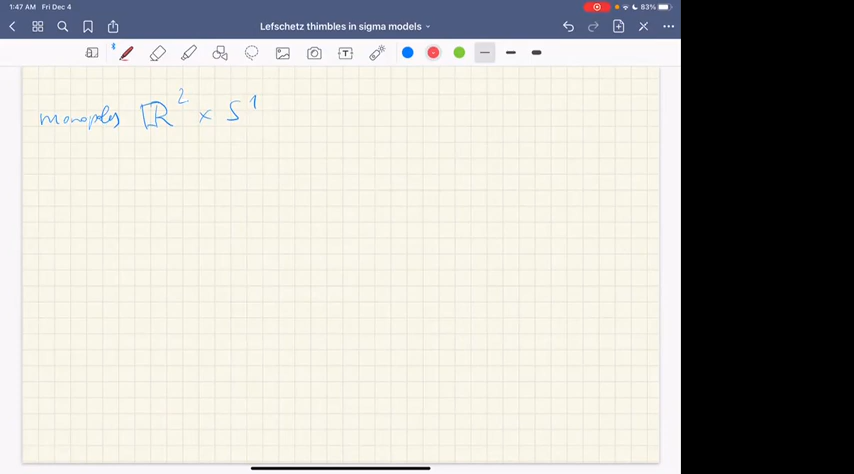 1:47 AM Fri Dec 4 83%
Lefschetz thimbles in sigma models
monopoles ℝ² × S¹